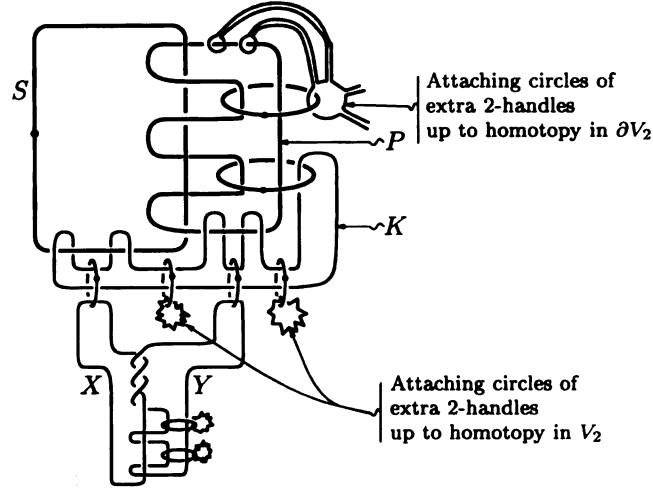 S
Attaching circles of
extra 2-handles
up to homotopy in ∂V₂
P
K
X
Y
Attaching circles of
extra 2-handles
up to homotopy in V₂